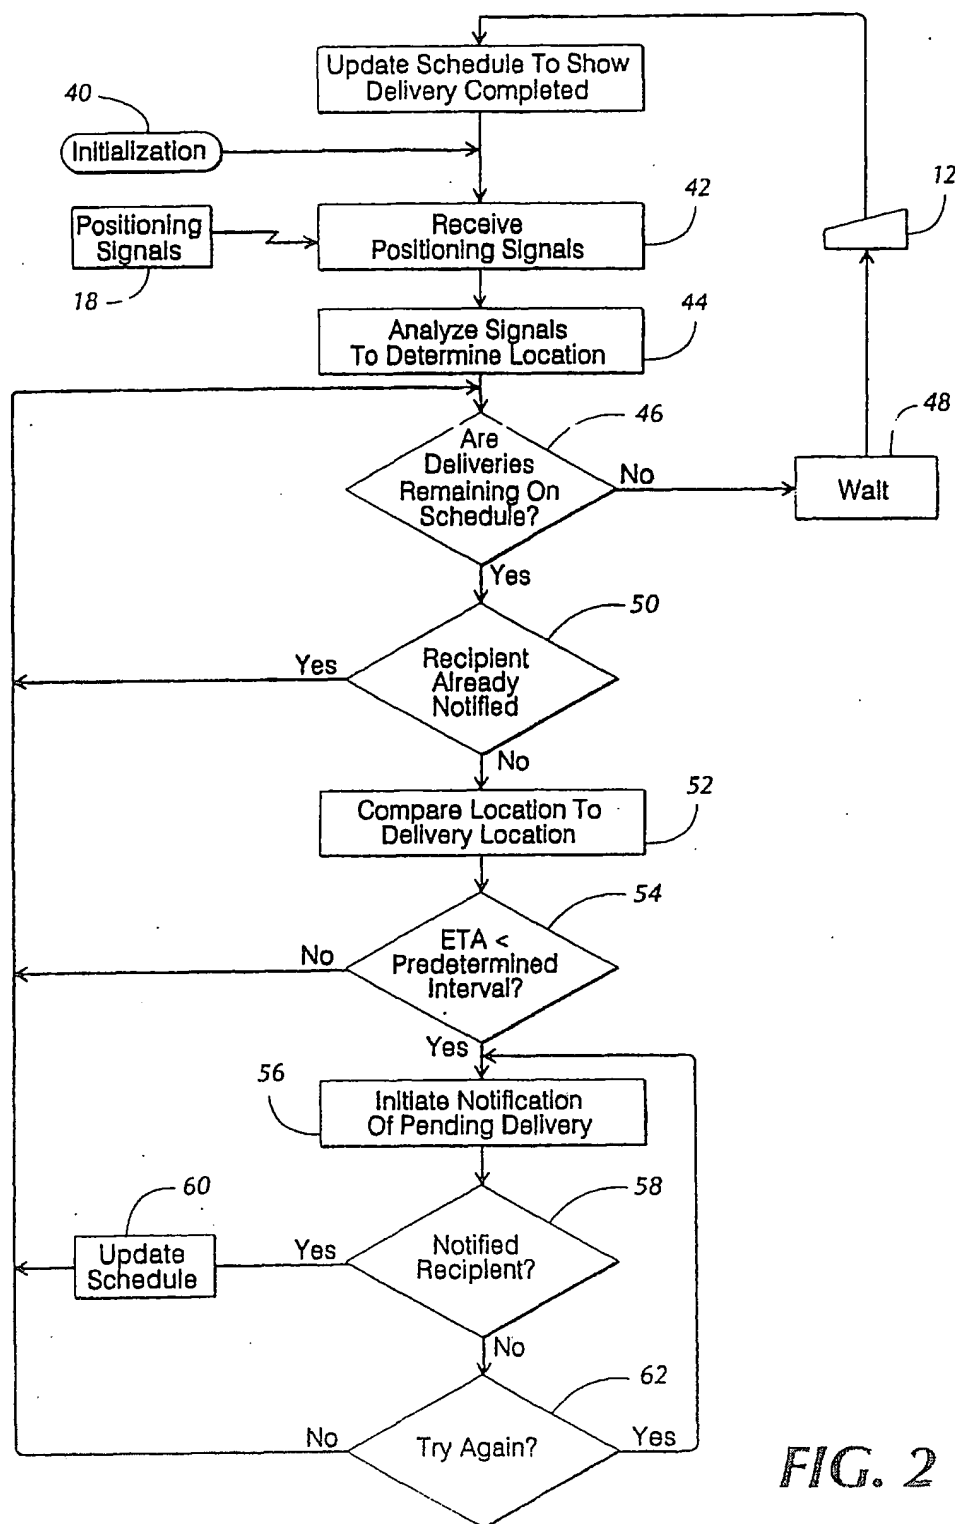 Update Schedule To Show
Delivery Completed
40
Initialization
42
12
Positioning
Signals
Receive
Positioning Signals
18
44
Analyze Signals
To Determine Location
46
48
Are
Deliveries
Remaining On
Schedule?
No
Wait
Yes
50
Yes
Recipient
Already
Notified
No
52
Compare Location To
Delivery Location
54
No
ETA <
Predetermined
Interval?
Yes
56
Initiate Notification
Of Pending Delivery
60
58
Update
Schedule
Yes
Notified
Recipient?
No
62
No
Try Again?
Yes
FIG. 2